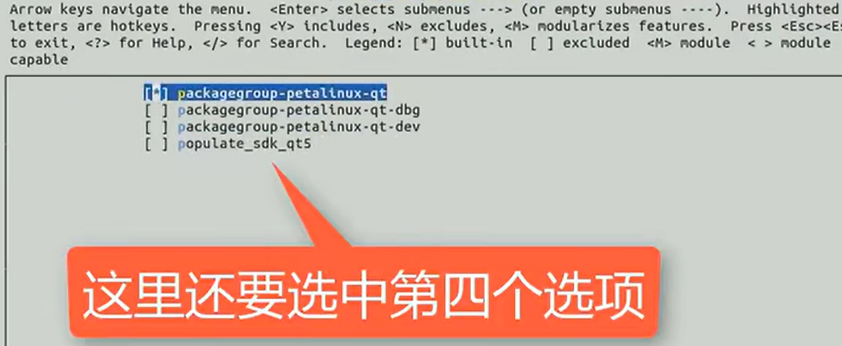 Arrow keys navigate the menu.  <Enter> selects submenus ---> (or empty submenus ----).  Highlighted
letters are hotkeys.  Pressing <Y> includes, <N> excludes, <M> modularizes features.  Press <Esc><Es
to exit, <?> for Help, </> for Search.  Legend: [*] built-in  [ ] excluded  <M> module  < > module
capable
[*] packagegroup-petalinux-qt
[ ] packagegroup-petalinux-qt-dbg
[ ] packagegroup-petalinux-qt-dev
[ ] populate_sdk_qt5
这里还要选中第四个选项